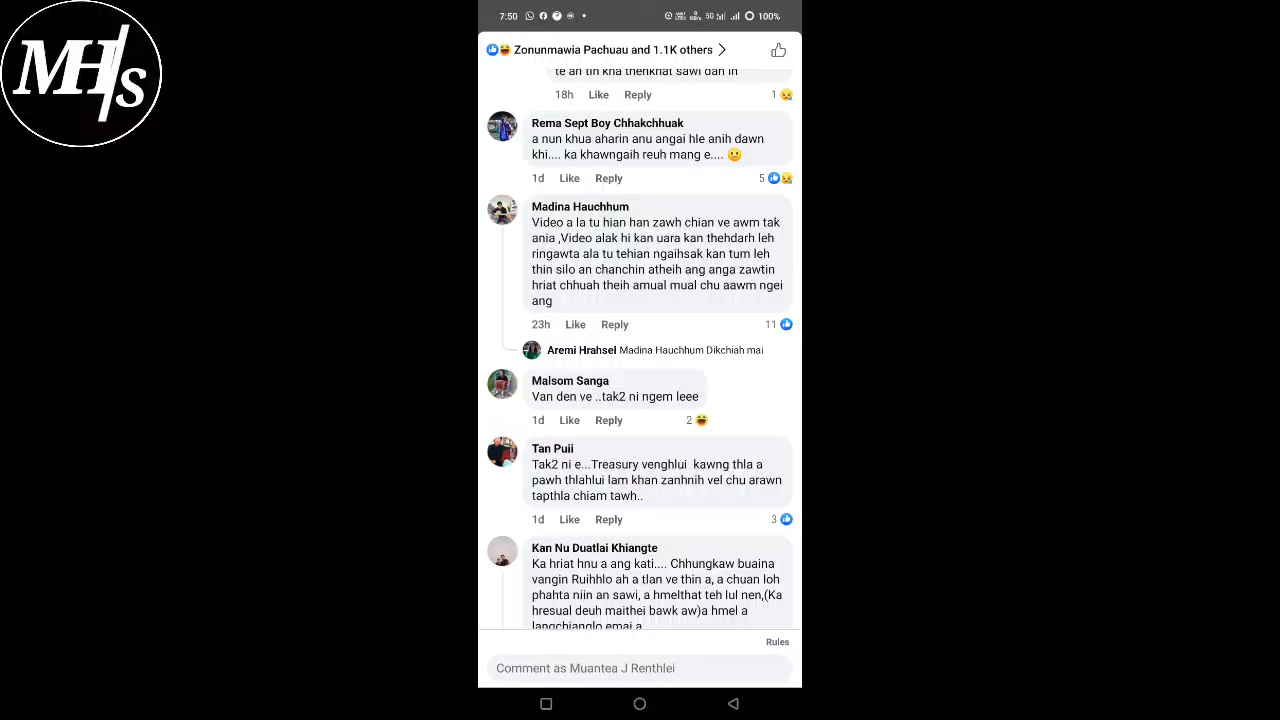 MHS
7:50
5G
100%
Zonunmawia Pachuau and 1.1K others
te an tin kha thenkhat sawi dan in
18h Like Reply 1
Rema Sept Boy Chhakchhuak
a nun khua aharin anu angai hle anih dawn
khi.... ka khawngaih reuh mang e....
1d Like Reply 5
Madina Hauchhum
Video a la tu hian han zawh chian ve awm tak
ania ,Video alak hi kan uara kan thehdarh leh
ringawta ala tu tehian ngaihsak kan tum leh
thin silo an chanchin atheih ang anga zawtin
hriat chhuah theih amual mual chu aawm ngei
ang
23h Like Reply 11
Aremi Hrahsel Madina Hauchhum Dikchiah mai
Malsom Sanga
Van den ve ..tak2 ni ngem leee
1d Like Reply 2
Tan Puii
Tak2 ni e...Treasury venghlui kawng thla a
pawh thlahlui lam khan zanhnih vel chu arawn
tapthla chiam tawh..
1d Like Reply 3
Kan Nu Duatlai Khiangte
Ka hriat hnu a ang kati.... Chhungkaw buaina
vangin Ruihhlo ah a tlan ve thin a, a chuan loh
phahta niin an sawi, a hmelthat teh lul nen,(Ka
hresual deuh maithei bawk aw)a hmel a
langchianglo emai a
Rules
Comment as Muantea J Renthlei